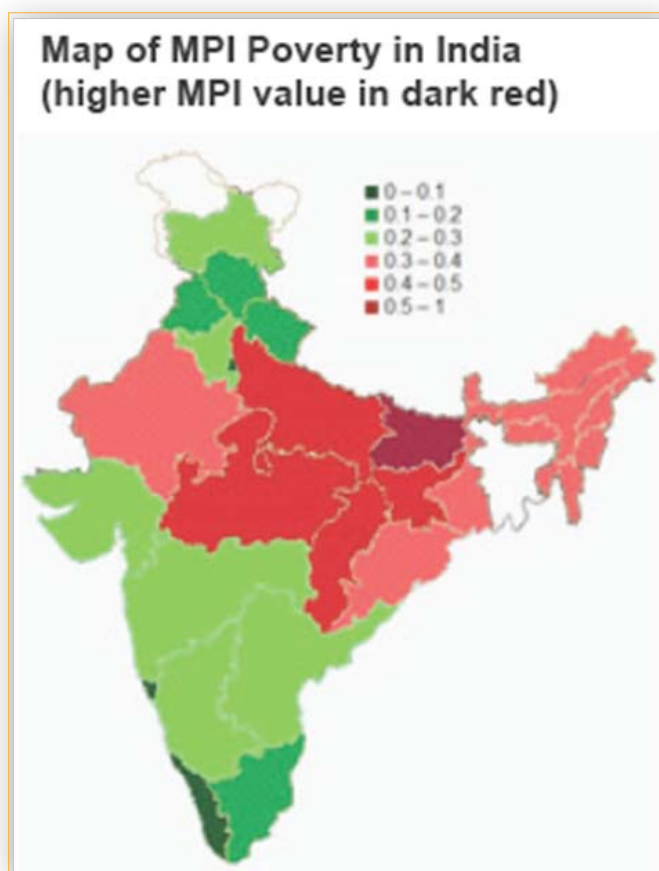 Map of MPI Poverty in India
(higher MPI value in dark red)
0 – 0.1
0.1 – 0.2
0.2 – 0.3
0.3 – 0.4
0.4 – 0.5
0.5 – 1